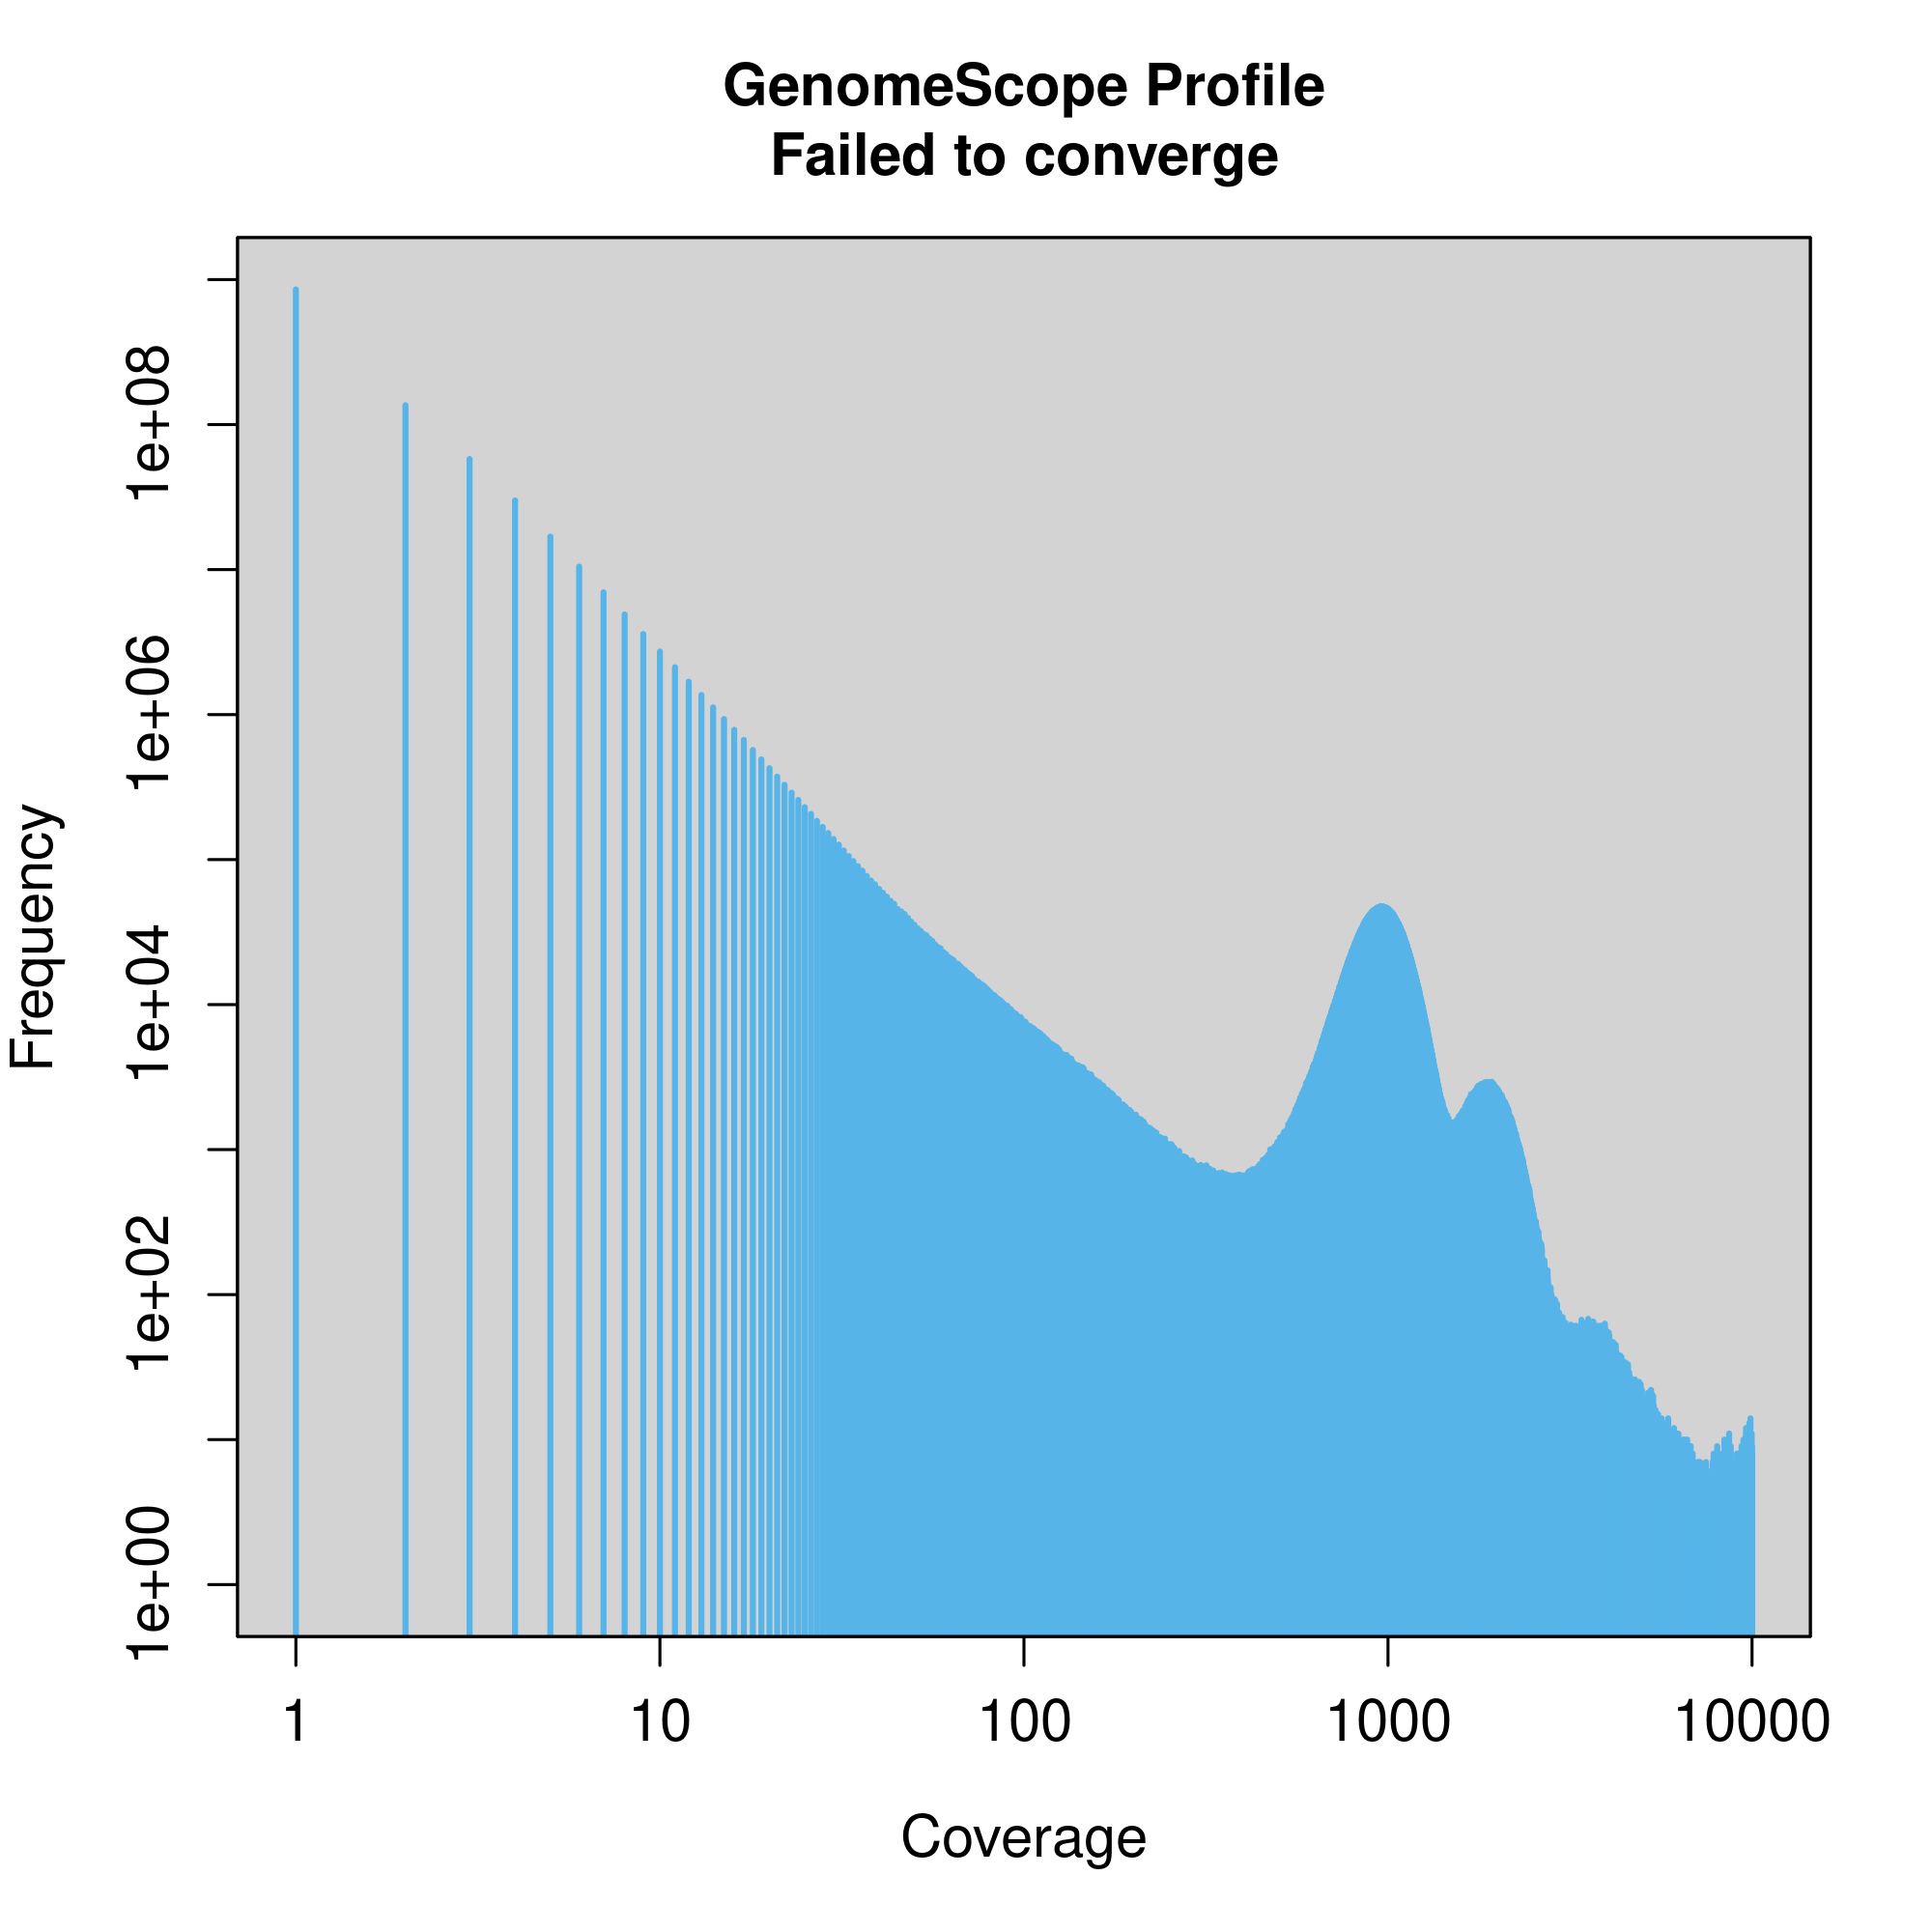 GenomeScope Profile
Failed to converge
Frequency
1e+08
1e+06
1e+04
1e+02
1e+00
1
10
100
1000
10000
Coverage